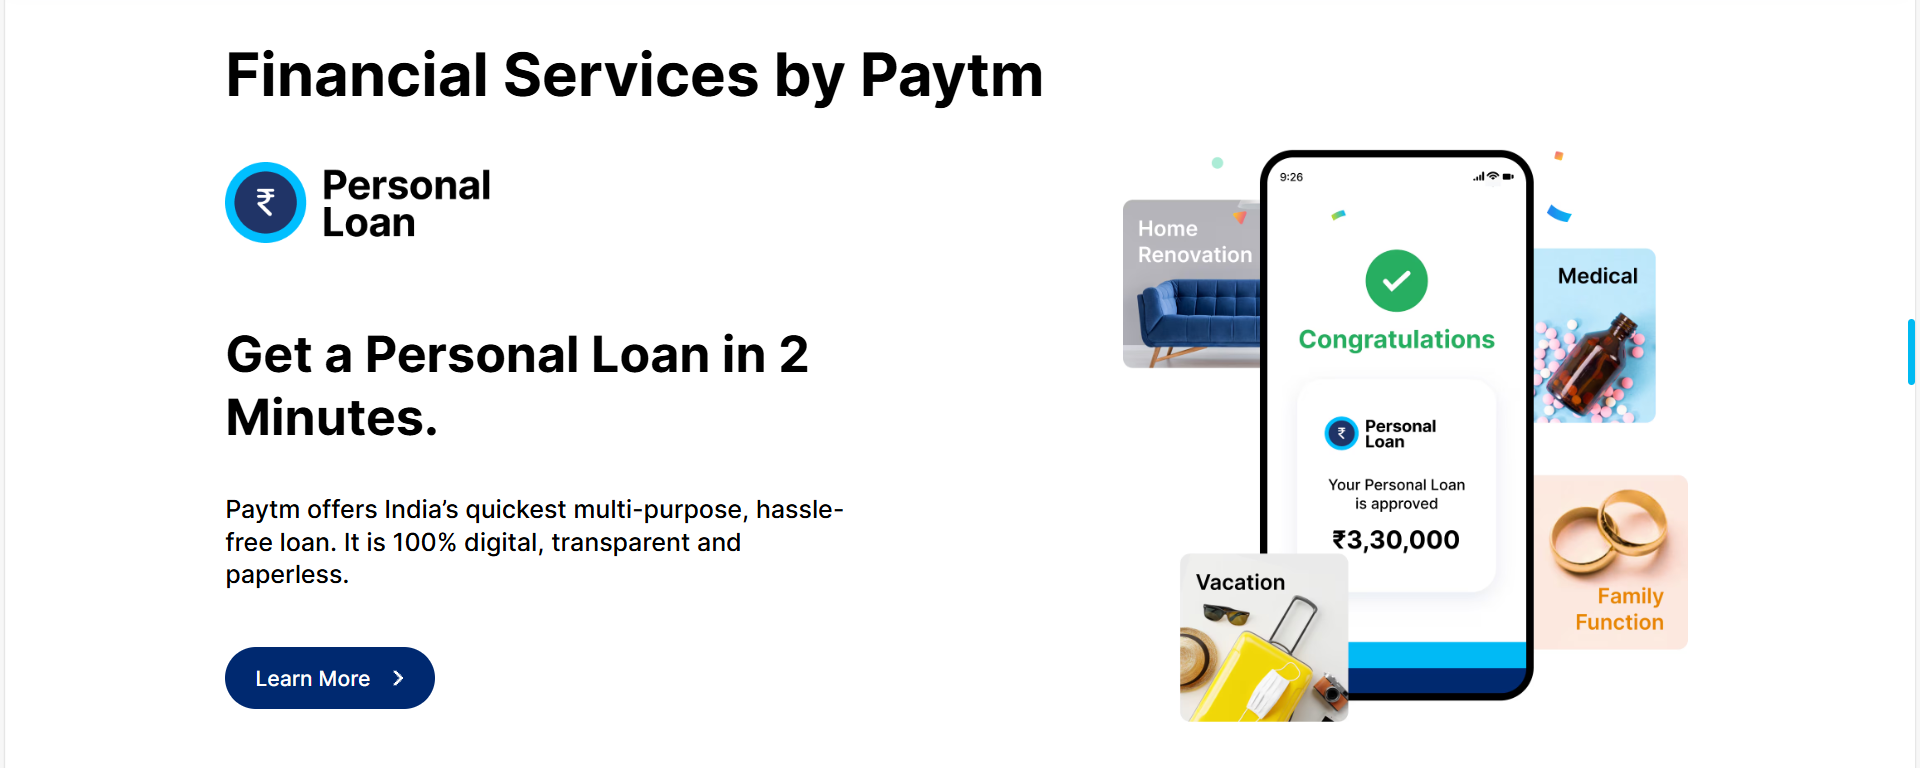 Financial Services by Paytm
₹
Personal
Loan
Get a Personal Loan in 2
Minutes.
Paytm offers India’s quickest multi-purpose, hassle-
free loan. It is 100% digital, transparent and
paperless.
Learn More
9:26
Home
Renovation
Medical
Congratulations
₹
Personal
Loan
Your Personal Loan
is approved
₹3,30,000
Vacation
Family
Function